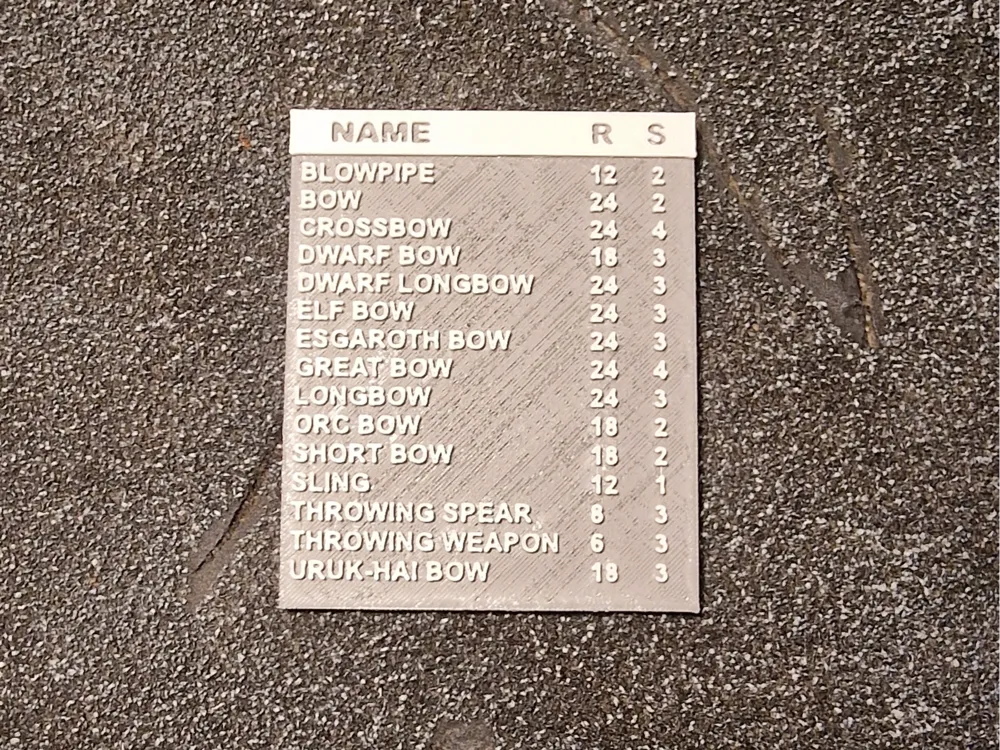 NAME R S
BLOWPIPE 12 2
BOW 24 2
CROSSBOW 24 4
DWARF BOW 18 3
DWARF LONGBOW 24 3
ELF BOW 24 3
ESGAROTH BOW 24 3
GREAT BOW 24 4
LONGBOW 24 3
ORC BOW 18 2
SHORT BOW 18 2
SLING 12 1
THROWING SPEAR 8 3
THROWING WEAPON 6 3
URUK-HAI BOW 18 3